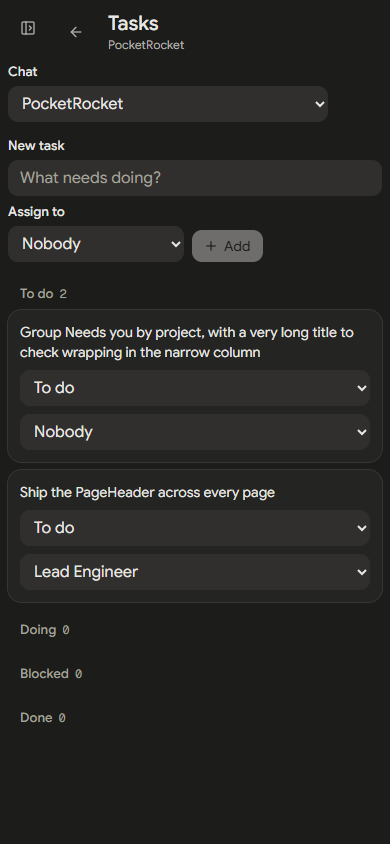 Tasks
PocketRocket
Chat
PocketRocket
New task
What needs doing?
Assign to
Nobody
+ Add
To do 2
Group Needs you by project, with a very long title to
check wrapping in the narrow column
To do
Nobody
Ship the PageHeader across every page
To do
Lead Engineer
Doing 0
Blocked 0
Done 0